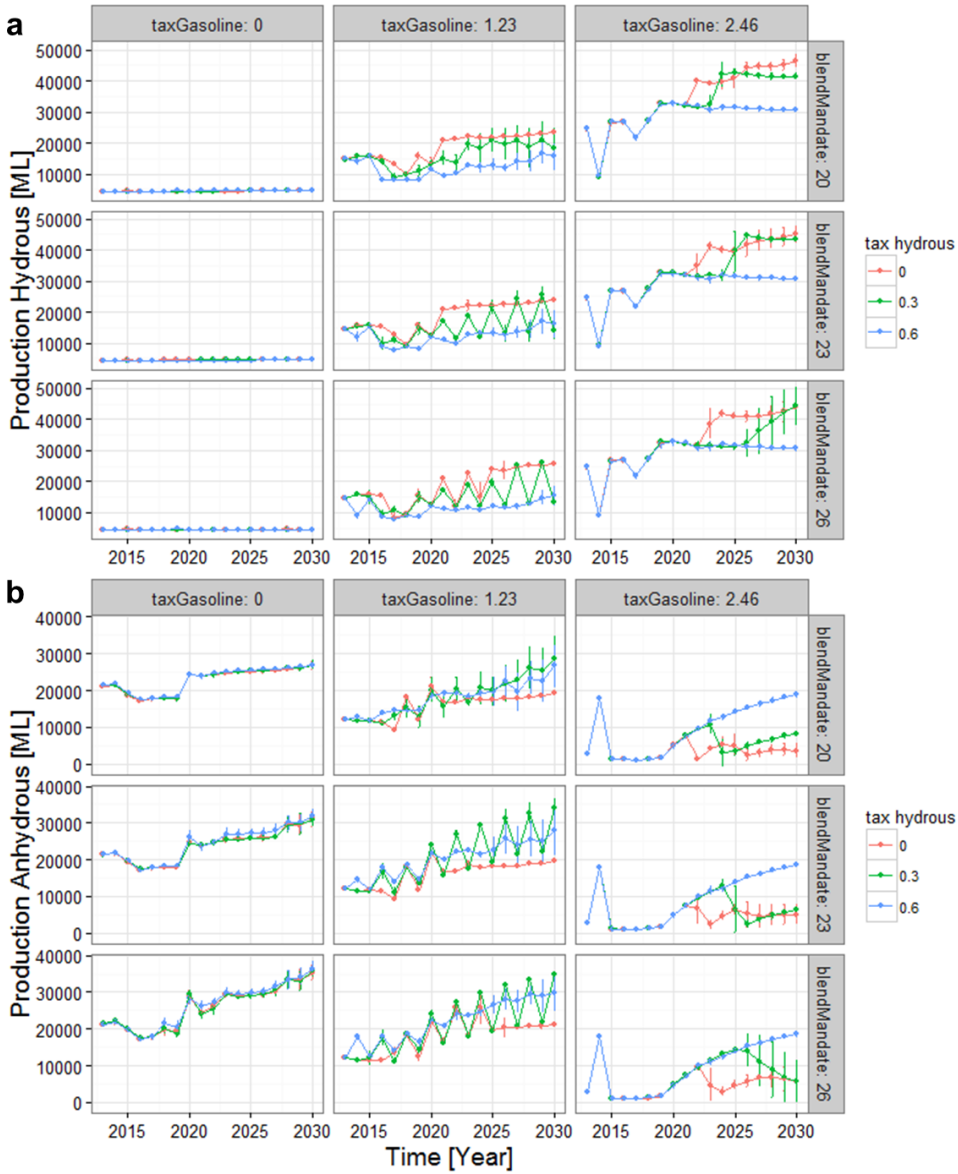 a
taxGasoline: 0 taxGasoline: 1.23 taxGasoline: 2.46
Production Hydrous [ML]
50000
40000
30000
20000
10000
blendMandate: 20
50000
40000
30000
20000
10000
blendMandate: 23
50000
40000
30000
20000
10000
blendMandate: 26
2015 2020 2025 2030 2015 2020 2025 2030 2015 2020 2025 2030
tax hydrous
0
0.3
0.6
b
taxGasoline: 0 taxGasoline: 1.23 taxGasoline: 2.46
Production Anhydrous [ML]
40000
30000
20000
10000
0
blendMandate: 20
40000
30000
20000
10000
0
blendMandate: 23
40000
30000
20000
10000
0
blendMandate: 26
2015 2020 2025 2030 2015 2020 2025 2030 2015 2020 2025 2030
Time [Year]
tax hydrous
0
0.3
0.6